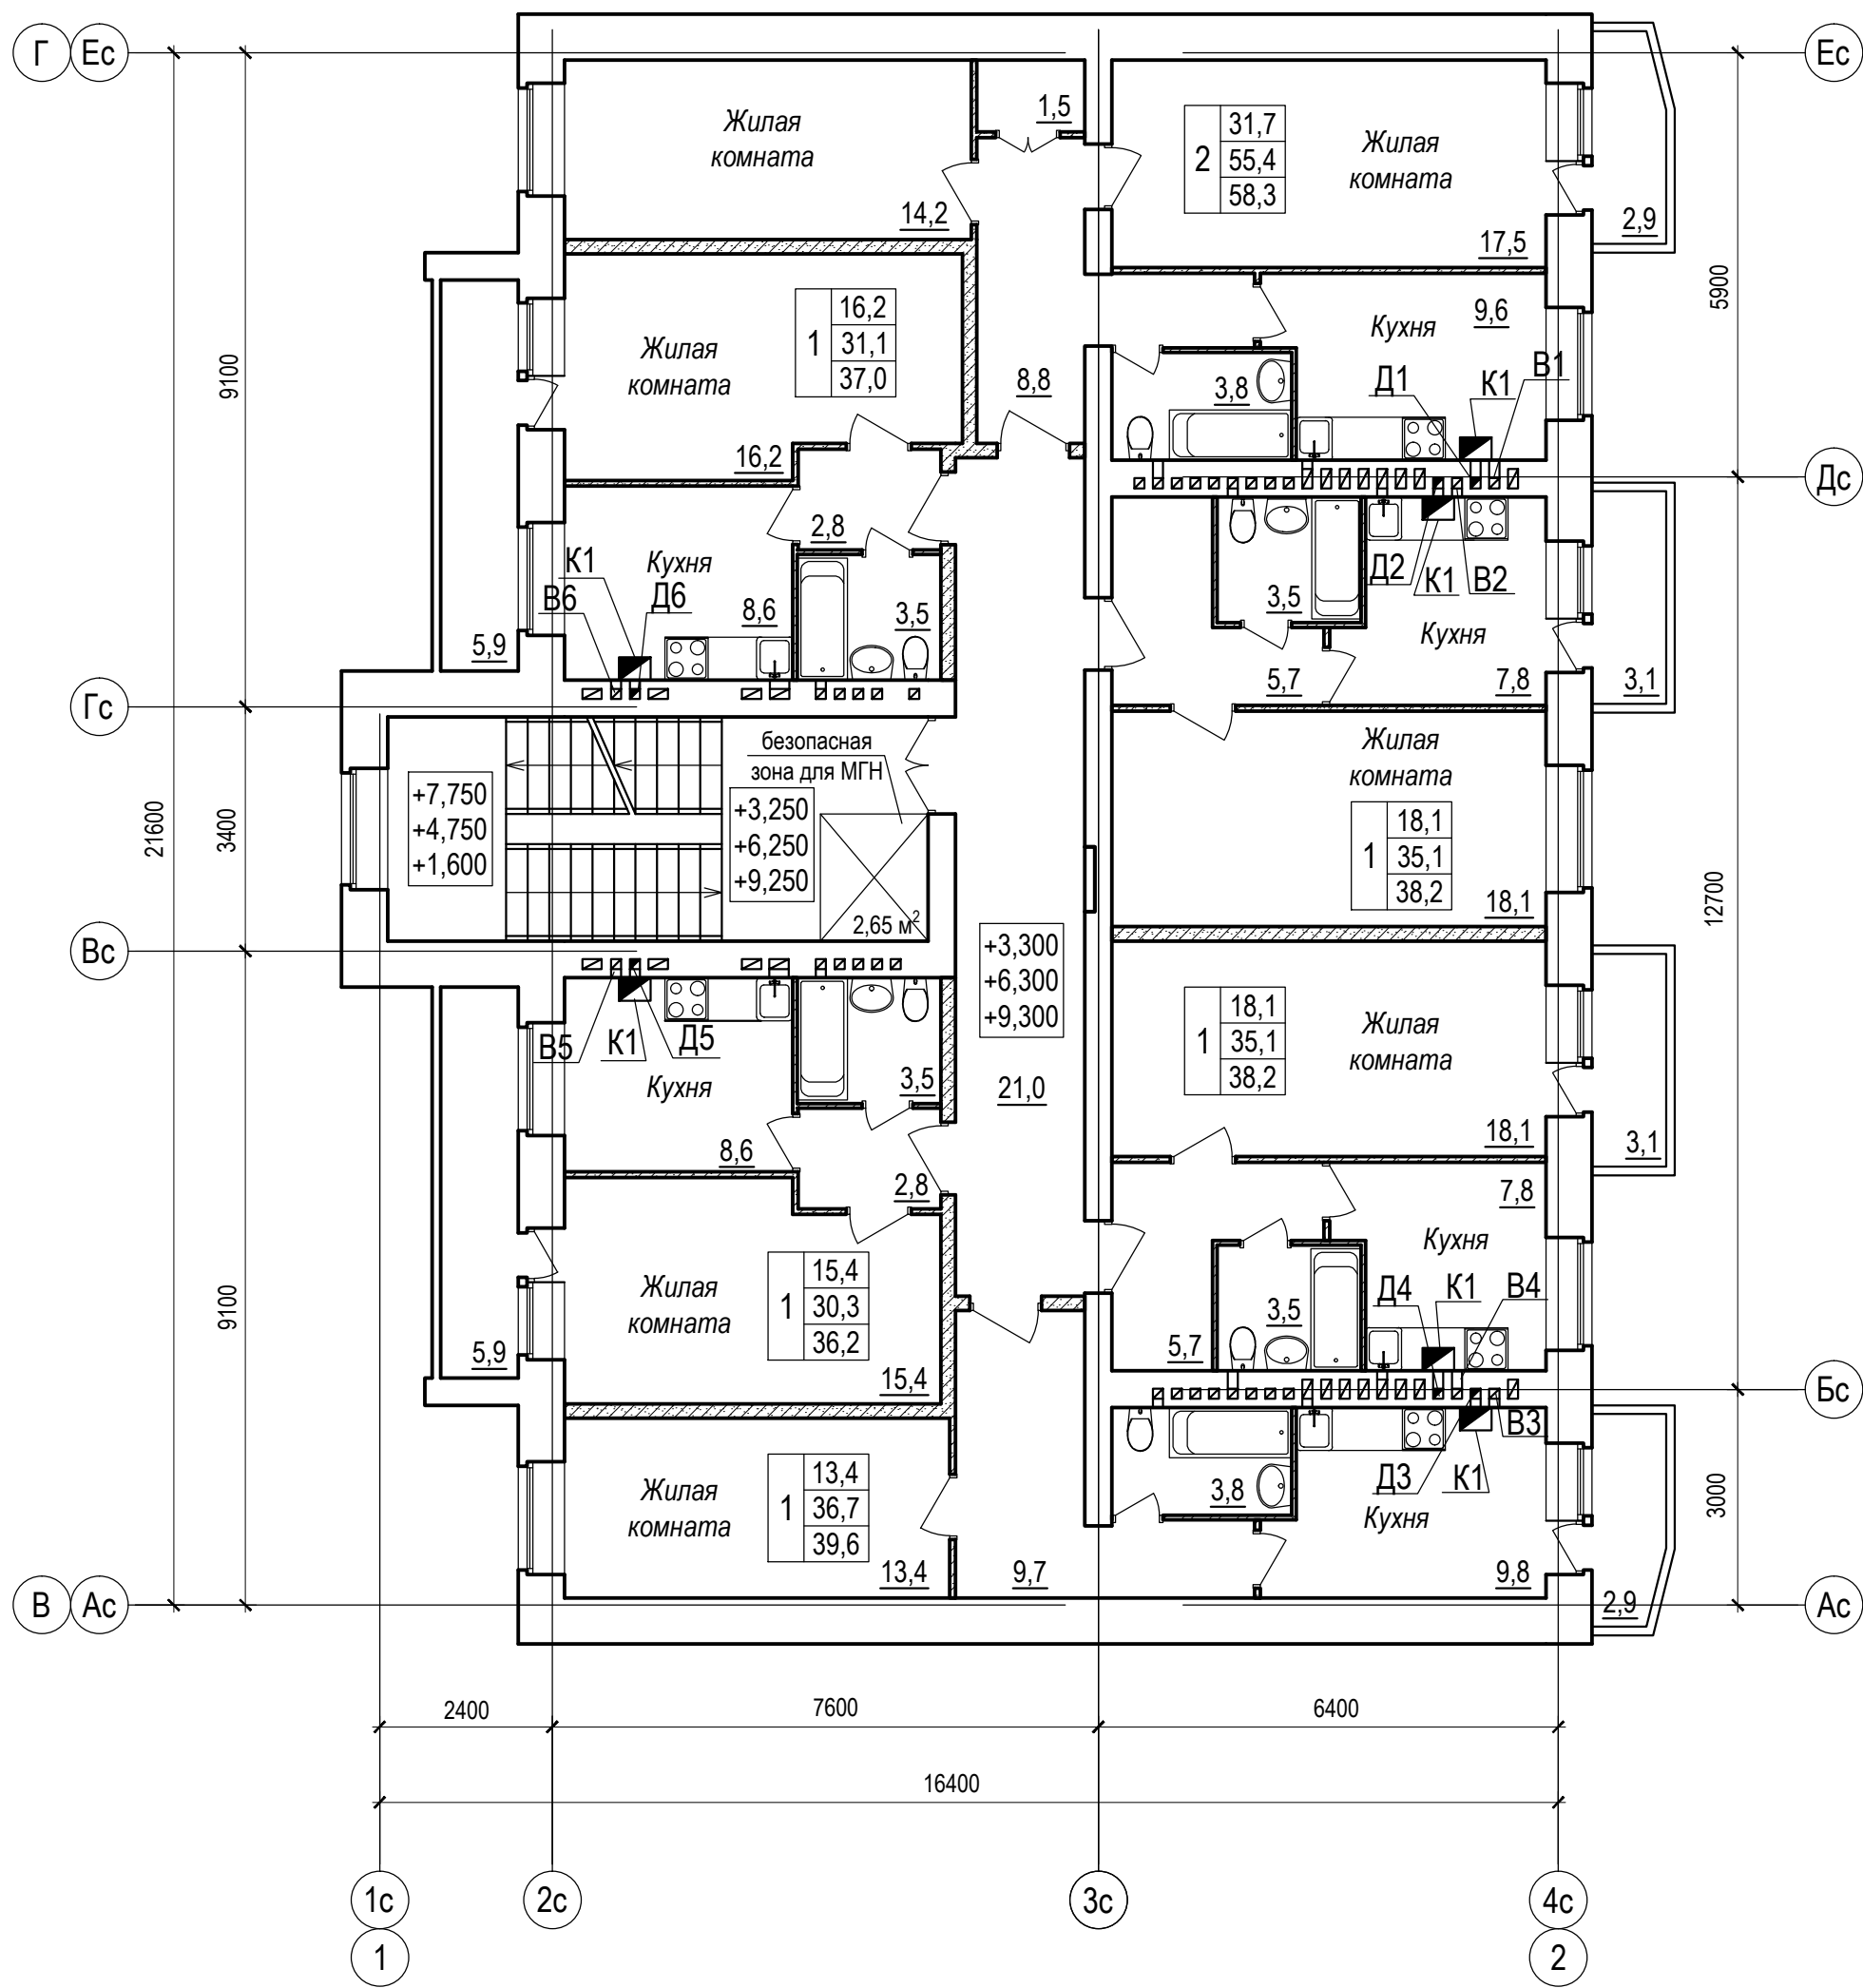 Г
Ес
Ес
Жилая
комната
14,2
1,5
2
31,7
55,4
58,3
Жилая
комната
17,5
2,9
5900
9100
Жилая
комната
1
16,2
31,1
37,0
16,2
8,8
Кухня
9,6
3,8
Д1
К1
В1
Дс
2,8
К1
Кухня
В6
Д6
8,6
3,5
5,9
Д2
К1
В2
3,5
Кухня
5,7
7,8
3,1
Гс
безопасная
зона для МГН
Жилая
комната
+7,750
+4,750
+1,600
+3,250
+6,250
+9,250
2,65 м²
1
18,1
35,1
38,2
18,1
21600
3400
12700
Вс
+3,300
+6,300
+9,300
21,0
1
18,1
35,1
38,2
Жилая
комната
18,1
3,1
В5
К1
Д5
Кухня
3,5
8,6
2,8
7,8
Кухня
9100
Жилая
комната
1
15,4
30,3
36,2
15,4
5,9
3,5
5,7
Д4
К1
В4
Бс
Жилая
комната
1
13,4
36,7
39,6
13,4
9,7
3,8
Д3
К1
В3
Кухня
9,8
2,9
3000
В
Ас
Ас
2400
7600
6400
16400
1с
2с
3с
4с
1
2